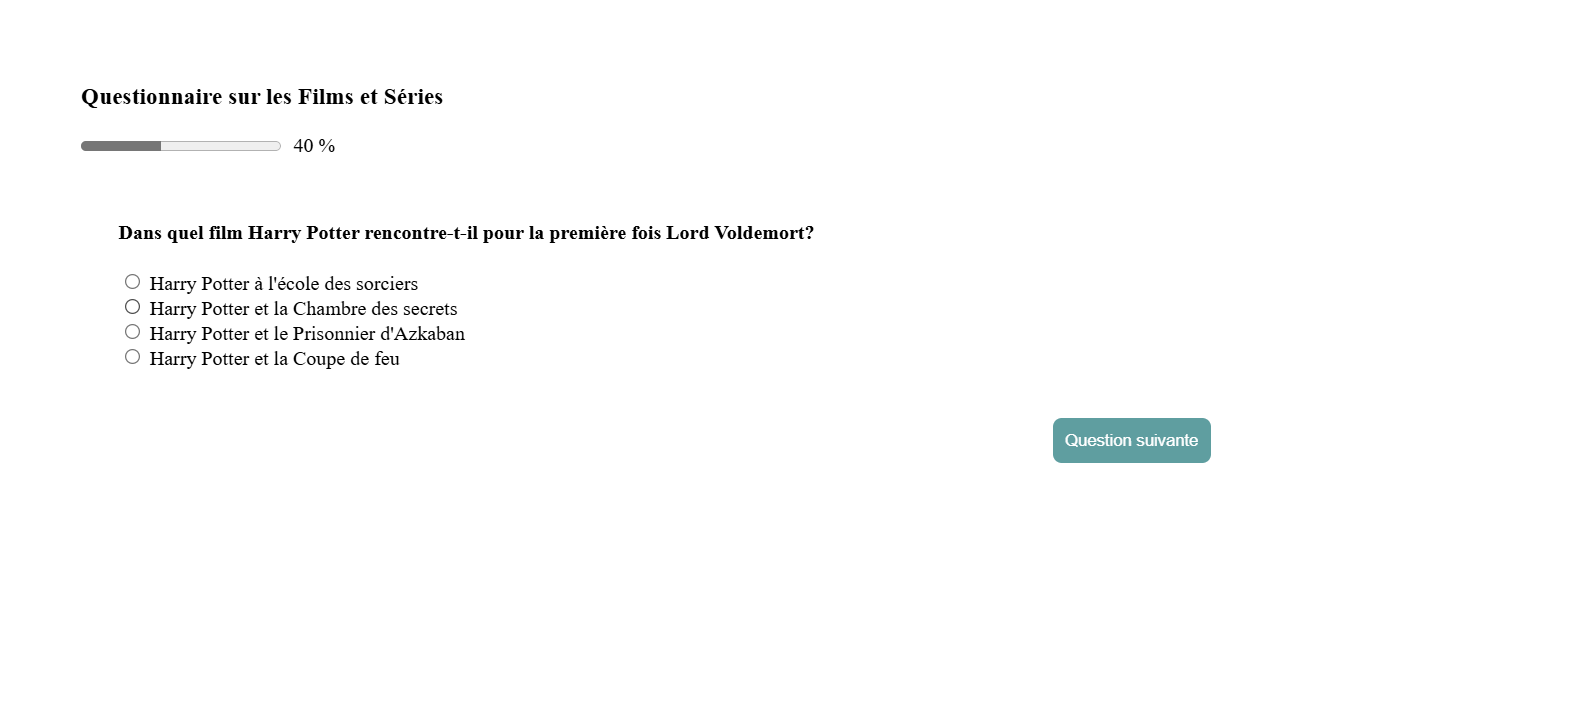 Questionnaire sur les Films et Séries
40 %
Dans quel film Harry Potter rencontre-t-il pour la première fois Lord Voldemort?
Harry Potter à l'école des sorciers
Harry Potter et la Chambre des secrets
Harry Potter et le Prisonnier d'Azkaban
Harry Potter et la Coupe de feu
Question suivante